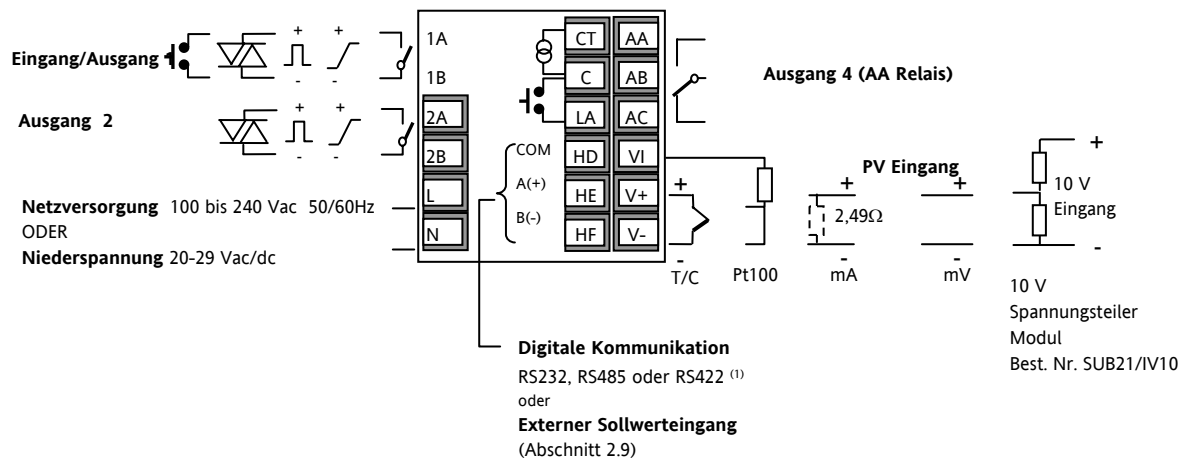 Eingang/Ausgang
+ +
- -
1A
1B
Ausgang 2
+ +
- -
2A
2B
L
N
Netzversorgung 100 bis 240 Vac 50/60Hz
ODER
Niederspannung 20-29 Vac/dc
CT AA
C AB
LA AC
HD VI
HE V+
HF V-
COM
A(+)
B(-)
Ausgang 4 (AA Relais)
PV Eingang
+
-
T/C
Pt100
+
2,49Ω
-
mA
+
-
mV
+
10 V
Eingang
-
10 V
Spannungsteiler
Modul
Best. Nr. SUB21/IV10
Digitale Kommunikation
RS232, RS485 oder RS422 (1)
oder
Externer Sollwerteingang
(Abschnitt 2.9)